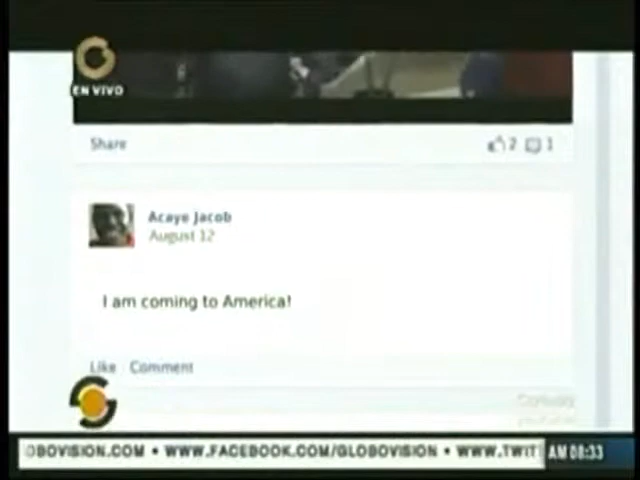 EN VIVO
Share
2 1
Acaye Jacob
August 12
I am coming to America!
Like Comment
OBOVISION.COM • WWW.FACEBOOK.COM/GLOBOVISION • WWW.TWIT
AM 08:33